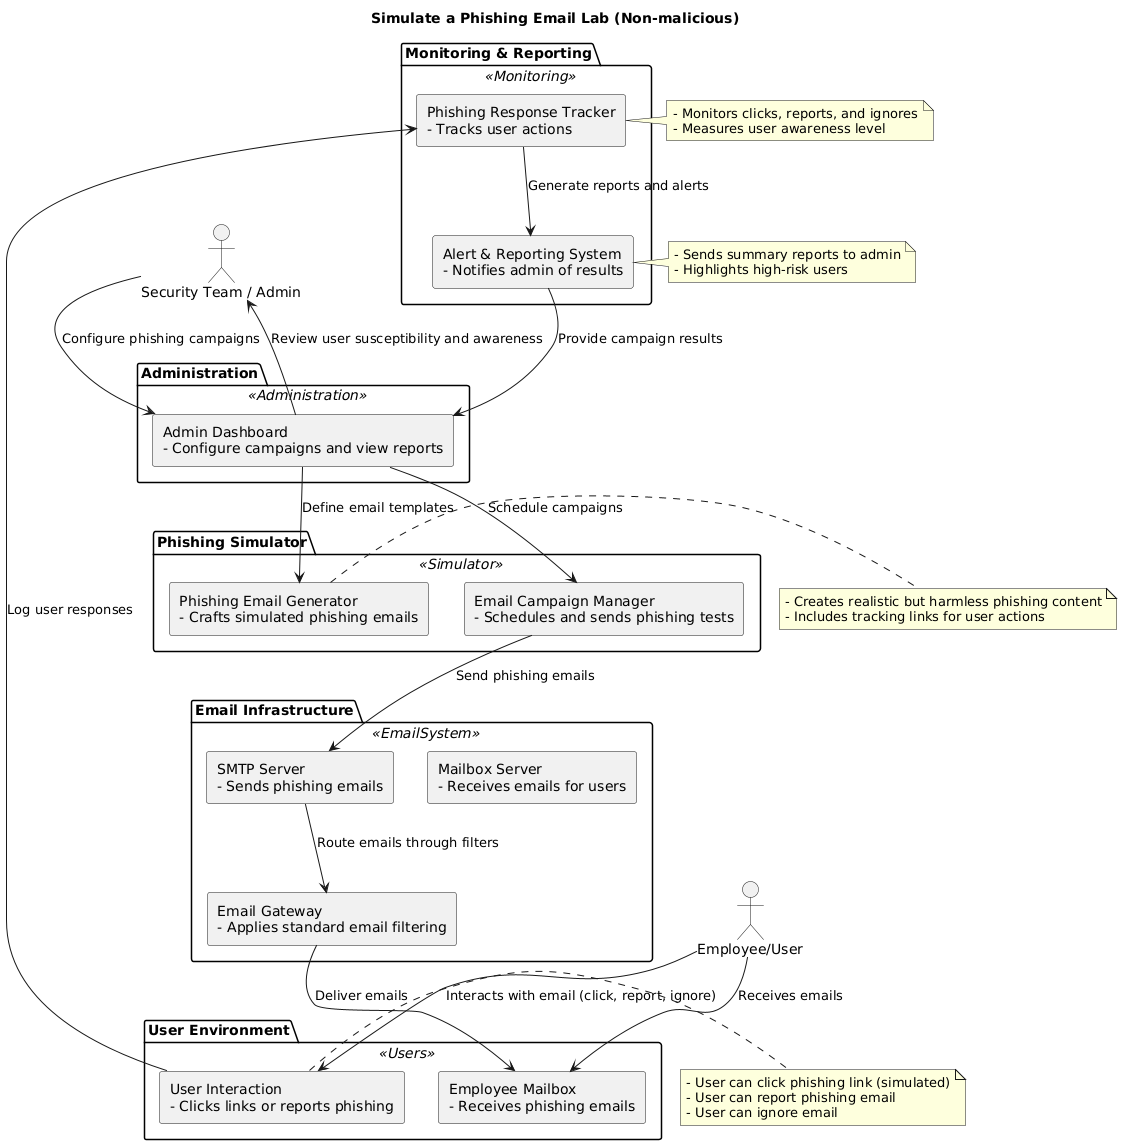 Simulate a Phishing Email Lab (Non-malicious)
Monitoring & Reporting
«Monitoring»
Phishing Response Tracker
- Tracks user actions
- Monitors clicks, reports, and ignores
- Measures user awareness level
Generate reports and alerts
Alert & Reporting System
- Notifies admin of results
- Sends summary reports to admin
- Highlights high-risk users
Security Team / Admin
Configure phishing campaigns
Review user susceptibility and awareness
Provide campaign results
Administration
«Administration»
Admin Dashboard
- Configure campaigns and view reports
Define email templates
Schedule campaigns
Phishing Simulator
«Simulator»
Phishing Email Generator
- Crafts simulated phishing emails
Email Campaign Manager
- Schedules and sends phishing tests
- Creates realistic but harmless phishing content
- Includes tracking links for user actions
Log user responses
Send phishing emails
Email Infrastructure
«EmailSystem»
SMTP Server
- Sends phishing emails
Mailbox Server
- Receives emails for users
Route emails through filters
Email Gateway
- Applies standard email filtering
Employee/User
Deliver emails
Interacts with email (click, report, ignore)
Receives emails
User Environment
«Users»
User Interaction
- Clicks links or reports phishing
Employee Mailbox
- Receives phishing emails
- User can click phishing link (simulated)
- User can report phishing email
- User can ignore email